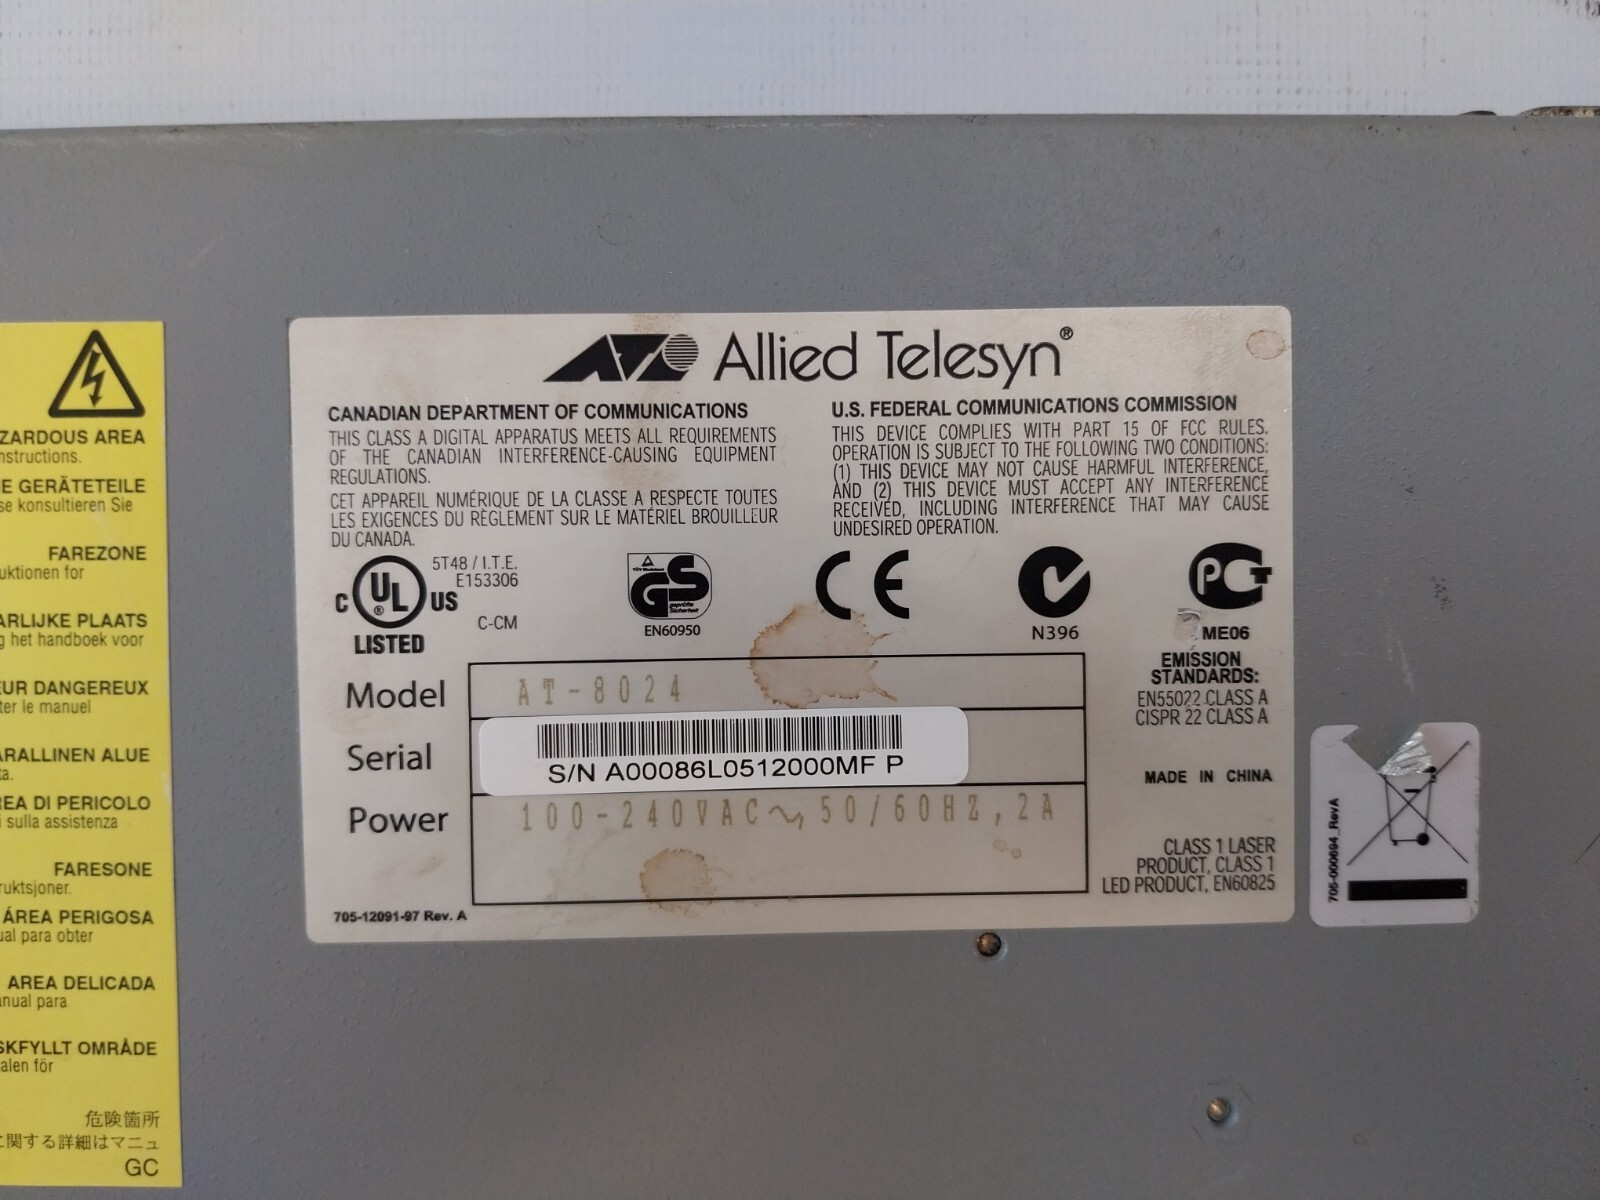 ZARDOUS AREA
nstructions.
E GERÄTETEILE
se konsultieren Sie
FAREZONE
uktionen for
ARLIJKE PLAATS
g het handboek voor
EUR DANGEREUX
ter le manuel
ARALLINEN ALUE
ta.
REA DI PERICOLO
i sulla assistenza
FARESONE
ruktsjoner.
ÁREA PERIGOSA
ual para obter
AREA DELICADA
anual para
SKFYLLT OMRÅDE
alen för
危険箇所
に関する詳細はマニュ
GC
Allied Telesyn®
CANADIAN DEPARTMENT OF COMMUNICATIONS
THIS CLASS A DIGITAL APPARATUS MEETS ALL REQUIREMENTS
OF THE CANADIAN INTERFERENCE-CAUSING EQUIPMENT
REGULATIONS.
CET APPAREIL NUMÉRIQUE DE LA CLASSE A RESPECTE TOUTES
LES EXIGENCES DU RÈGLEMENT SUR LE MATÉRIEL BROUILLEUR
DU CANADA.
U.S. FEDERAL COMMUNICATIONS COMMISSION
THIS DEVICE COMPLIES WITH PART 15 OF FCC RULES.
OPERATION IS SUBJECT TO THE FOLLOWING TWO CONDITIONS:
(1) THIS DEVICE MAY NOT CAUSE HARMFUL INTERFERENCE,
AND (2) THIS DEVICE MUST ACCEPT ANY INTERFERENCE
RECEIVED, INCLUDING INTERFERENCE THAT MAY CAUSE
UNDESIRED OPERATION.
C UL® US
LISTED
5T48 / I.T.E.
E153306
C-CM
GS
geprüfte
Sicherheit
EN60950
CE
N396
ME06
EMISSION
STANDARDS:
EN55022 CLASS A
CISPR 22 CLASS A
Model AT-8024
Serial S/N A00086L0512000MF P
Power 100-240VAC~, 50/60HZ, 2A
MADE IN CHINA
CLASS 1 LASER
PRODUCT, CLASS 1
LED PRODUCT, EN60825
705-12091-97 Rev. A
705-000694_RevA